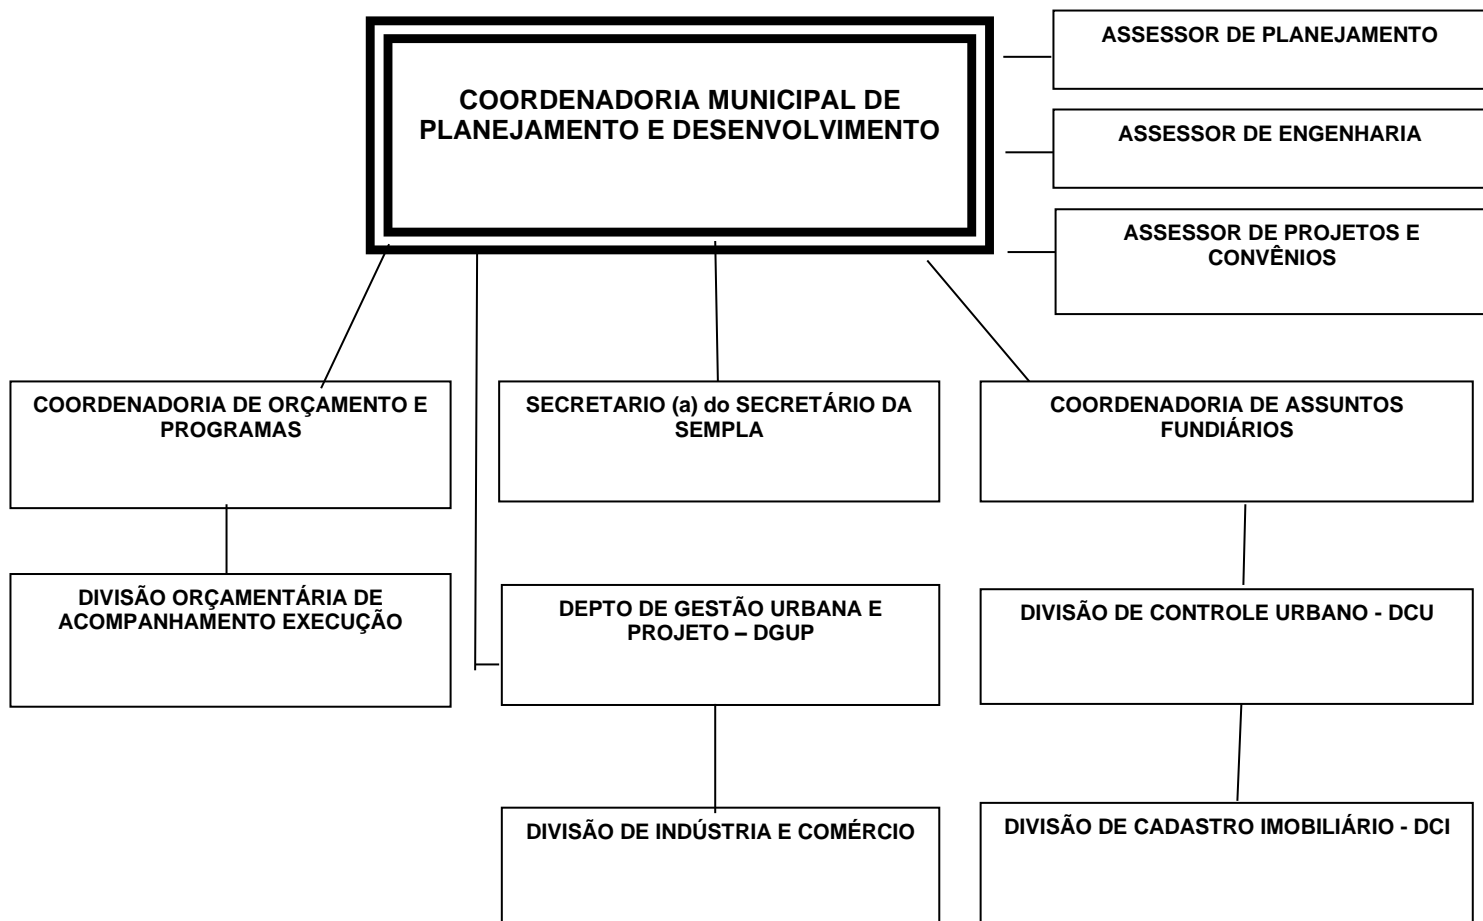 ASSESSOR DE PLANEJAMENTO
COORDENADORIA MUNICIPAL DE
PLANEJAMENTO E DESENVOLVIMENTO
ASSESSOR DE ENGENHARIA
ASSESSOR DE PROJETOS E
CONVÊNIOS
COORDENADORIA DE ORÇAMENTO E
PROGRAMAS
SECRETARIO (a) do SECRETÁRIO DA
SEMPLA
COORDENADORIA DE ASSUNTOS
FUNDIÁRIOS
DIVISÃO ORÇAMENTÁRIA DE
ACOMPANHAMENTO EXECUÇÃO
DEPTO DE GESTÃO URBANA E
PROJETO – DGUP
DIVISÃO DE CONTROLE URBANO - DCU
DIVISÃO DE INDÚSTRIA E COMÉRCIO
DIVISÃO DE CADASTRO IMOBILIÁRIO - DCI